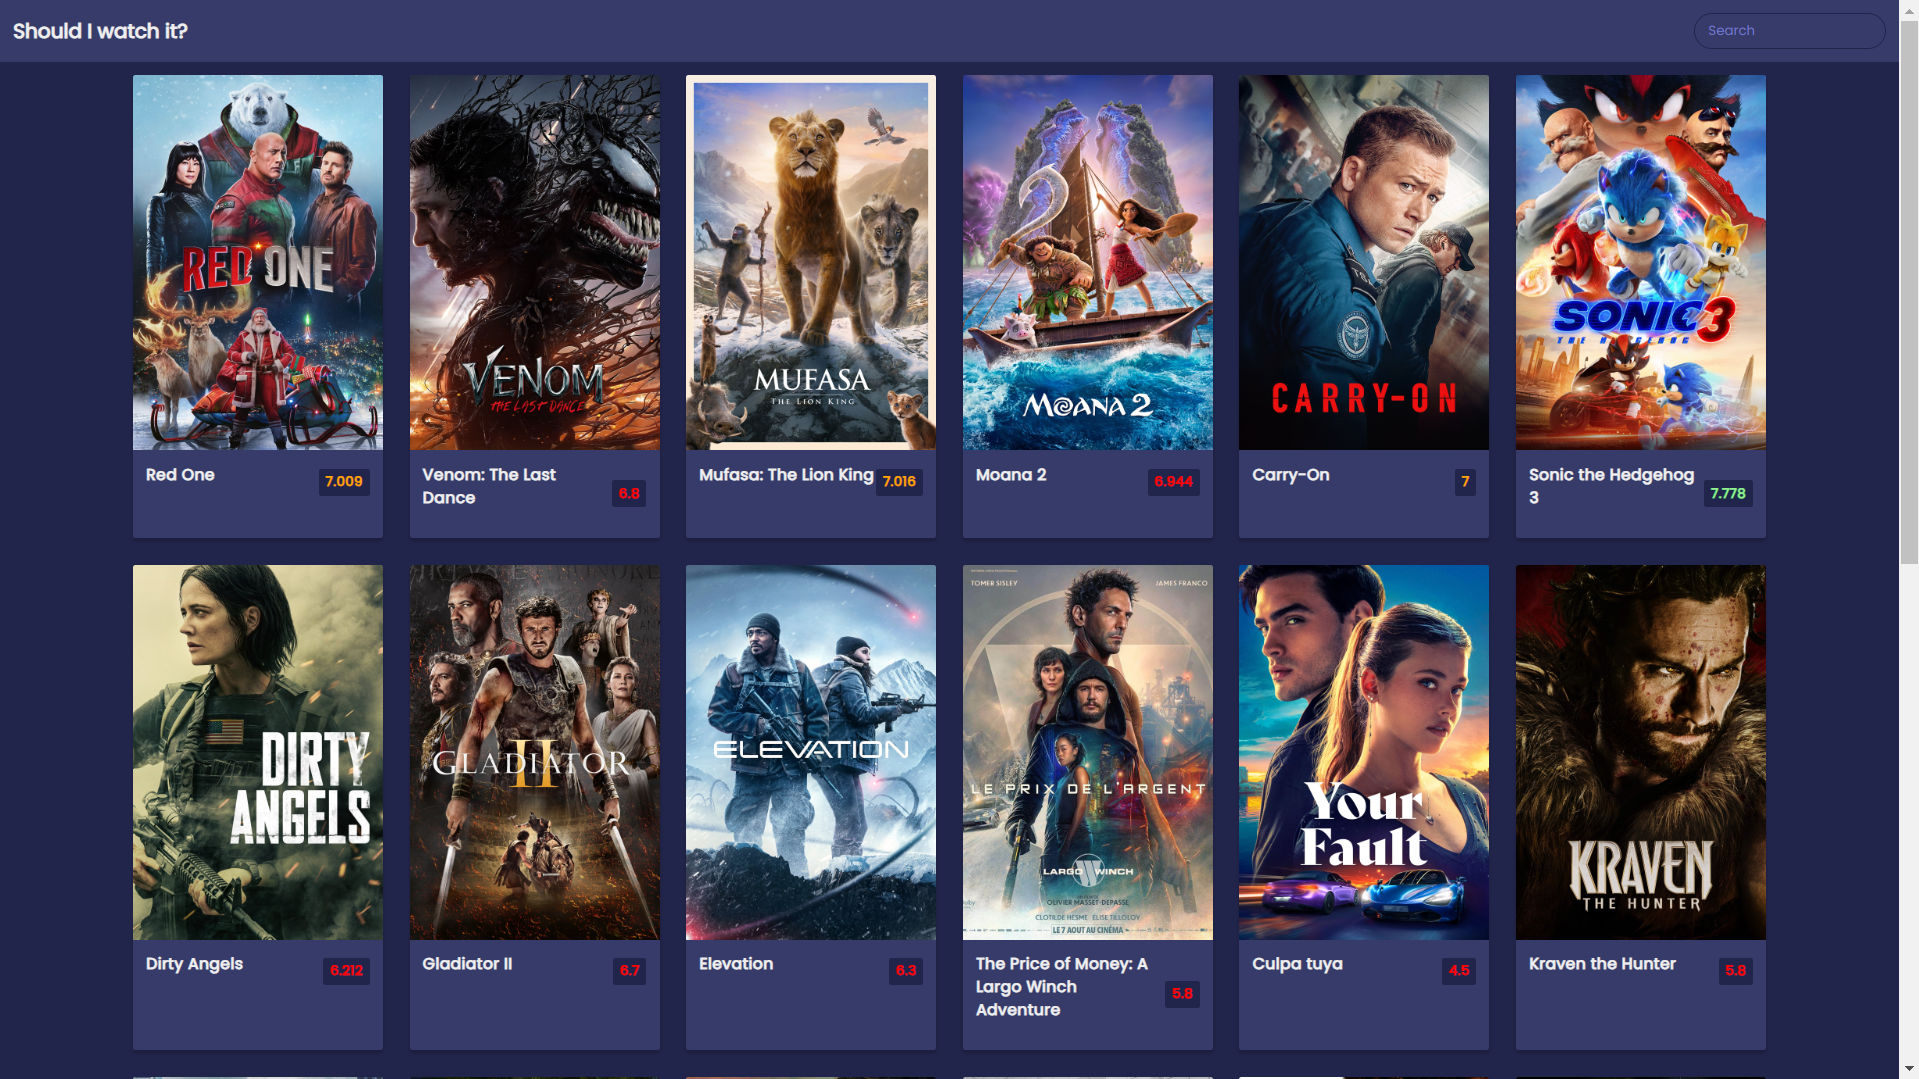 Should I watch it?
Search
RED ONE
VENOM
THE LAST DANCE
MUFASA
THE LION KING
MOANA 2
CARRY-ON
SONIC 3
THE HEDGEHOG
Red One
7.009
Venom: The Last
Dance
6.8
Mufasa: The Lion King
7.016
Moana 2
6.944
Carry-On
7
Sonic the Hedgehog
3
7.778
DIRTY
ANGELS
GLADIATOR
II
ELEVATION
TOMER SISLEY
JAMES FRANCO
LE PRIX DE L'ARGENT
LARGO WINCH
OLIVIER MASSET-DEPASSE
CLOTILDE HESME ELISE TILLOLOY
LE 7 AOUT AU CINÉMA
Your
Fault
KRAVEN
THE HUNTER
Dirty Angels
6.212
Gladiator II
6.7
Elevation
6.3
The Price of Money: A
Largo Winch
Adventure
5.8
Culpa tuya
4.5
Kraven the Hunter
5.8